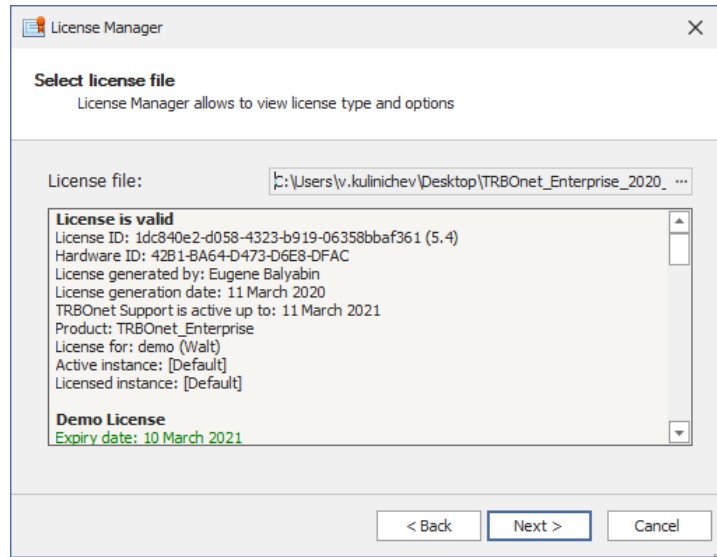 License Manager
Select license file
License Manager allows to view license type and options
License file: C:\Users\v.kulinichev\Desktop\TRBOnet_Enterprise_2020_ ...
License is valid
License ID: 1dc840e2-d058-4323-b919-06358bbaf361 (5.4)
Hardware ID: 42B1-BA64-D473-D6E8-DFAC
License generated by: Eugene Balyabin
License generation date: 11 March 2020
TRBOnet Support is active up to: 11 March 2021
Product: TRBOnet_Enterprise
License for: demo (Walt)
Active instance: [Default]
Licensed instance: [Default]
Demo License
Expiry date: 10 March 2021
< Back Next > Cancel